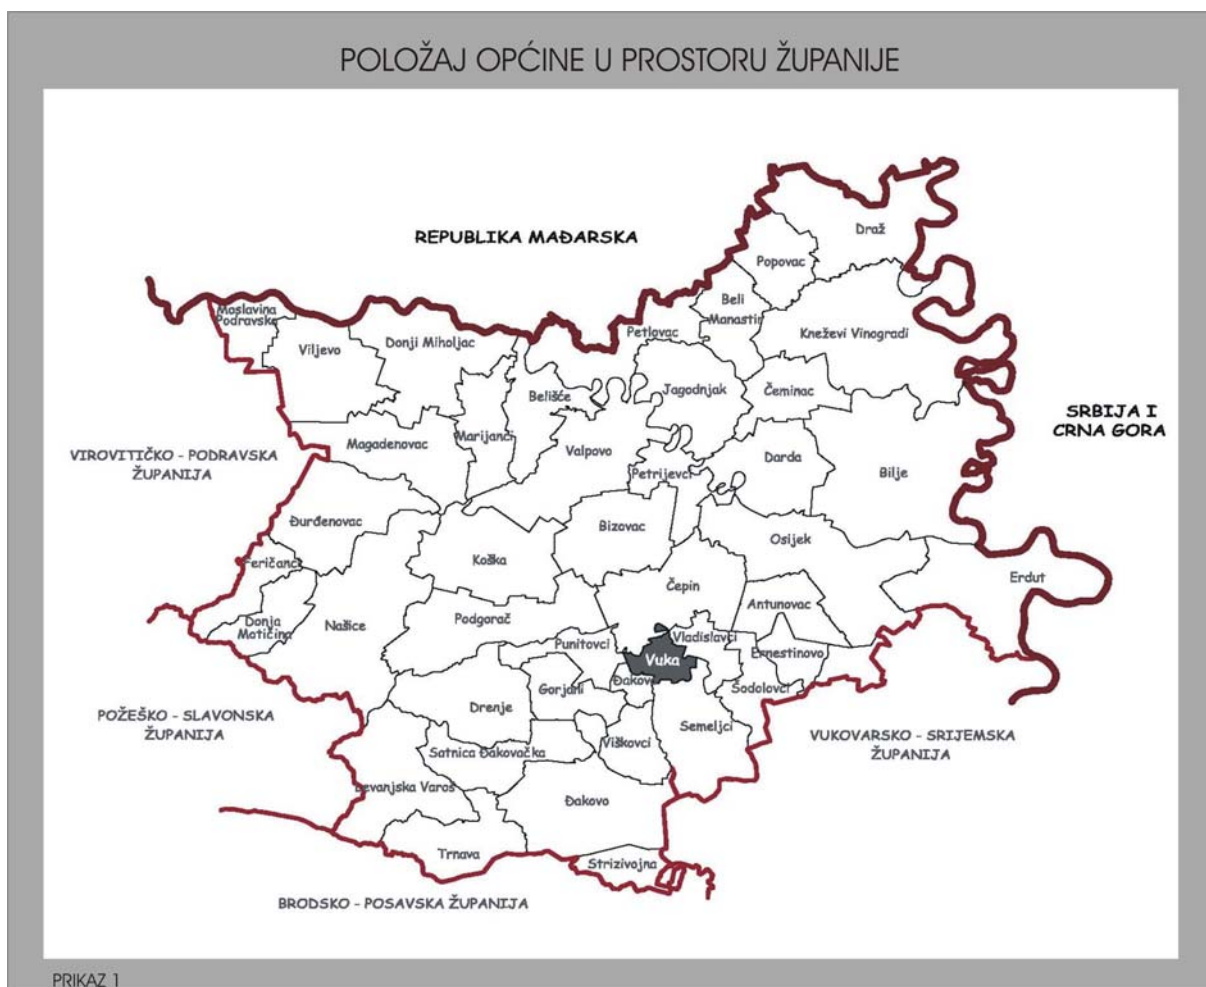 POLOŽAJ OPĆINE U PROSTORU ŽUPANIJE
REPUBLIKA MAĐARSKA
Draž
Popovac
Beli
Manastir
Moslavina
Podravska
Viljevo
Donji Miholjac
Petlovac
Kneževi Vinogradi
Belišće
Jagodnjak
Čeminac
SRBIJA I
CRNA GORA
VIROVITIČKO - PODRAVSKA
ŽUPANIJA
Magadenovac
Marijanci
Valpovo
Petrijevci
Darda
Bilje
Đurđenovac
Bizovac
Osijek
Feričanci
Koška
Čepin
Erdut
Antunovac
Donja
Motičina
Našice
Podgorač
Punitovci
Vladislavci
Ernestinovo
Vuka
Đakovo
Gorjani
Šodolovci
Drenje
Semeljci
POŽEŠKO - SLAVONSKA
ŽUPANIJA
VUKOVARSKO - SRIJEMSKA
ŽUPANIJA
Satnica Đakovačka
Viškovci
Levanjska Varoš
Đakovo
Trnava
Strizivojna
BRODSKO - POSAVSKA ŽUPANIJA
PRIKAZ 1